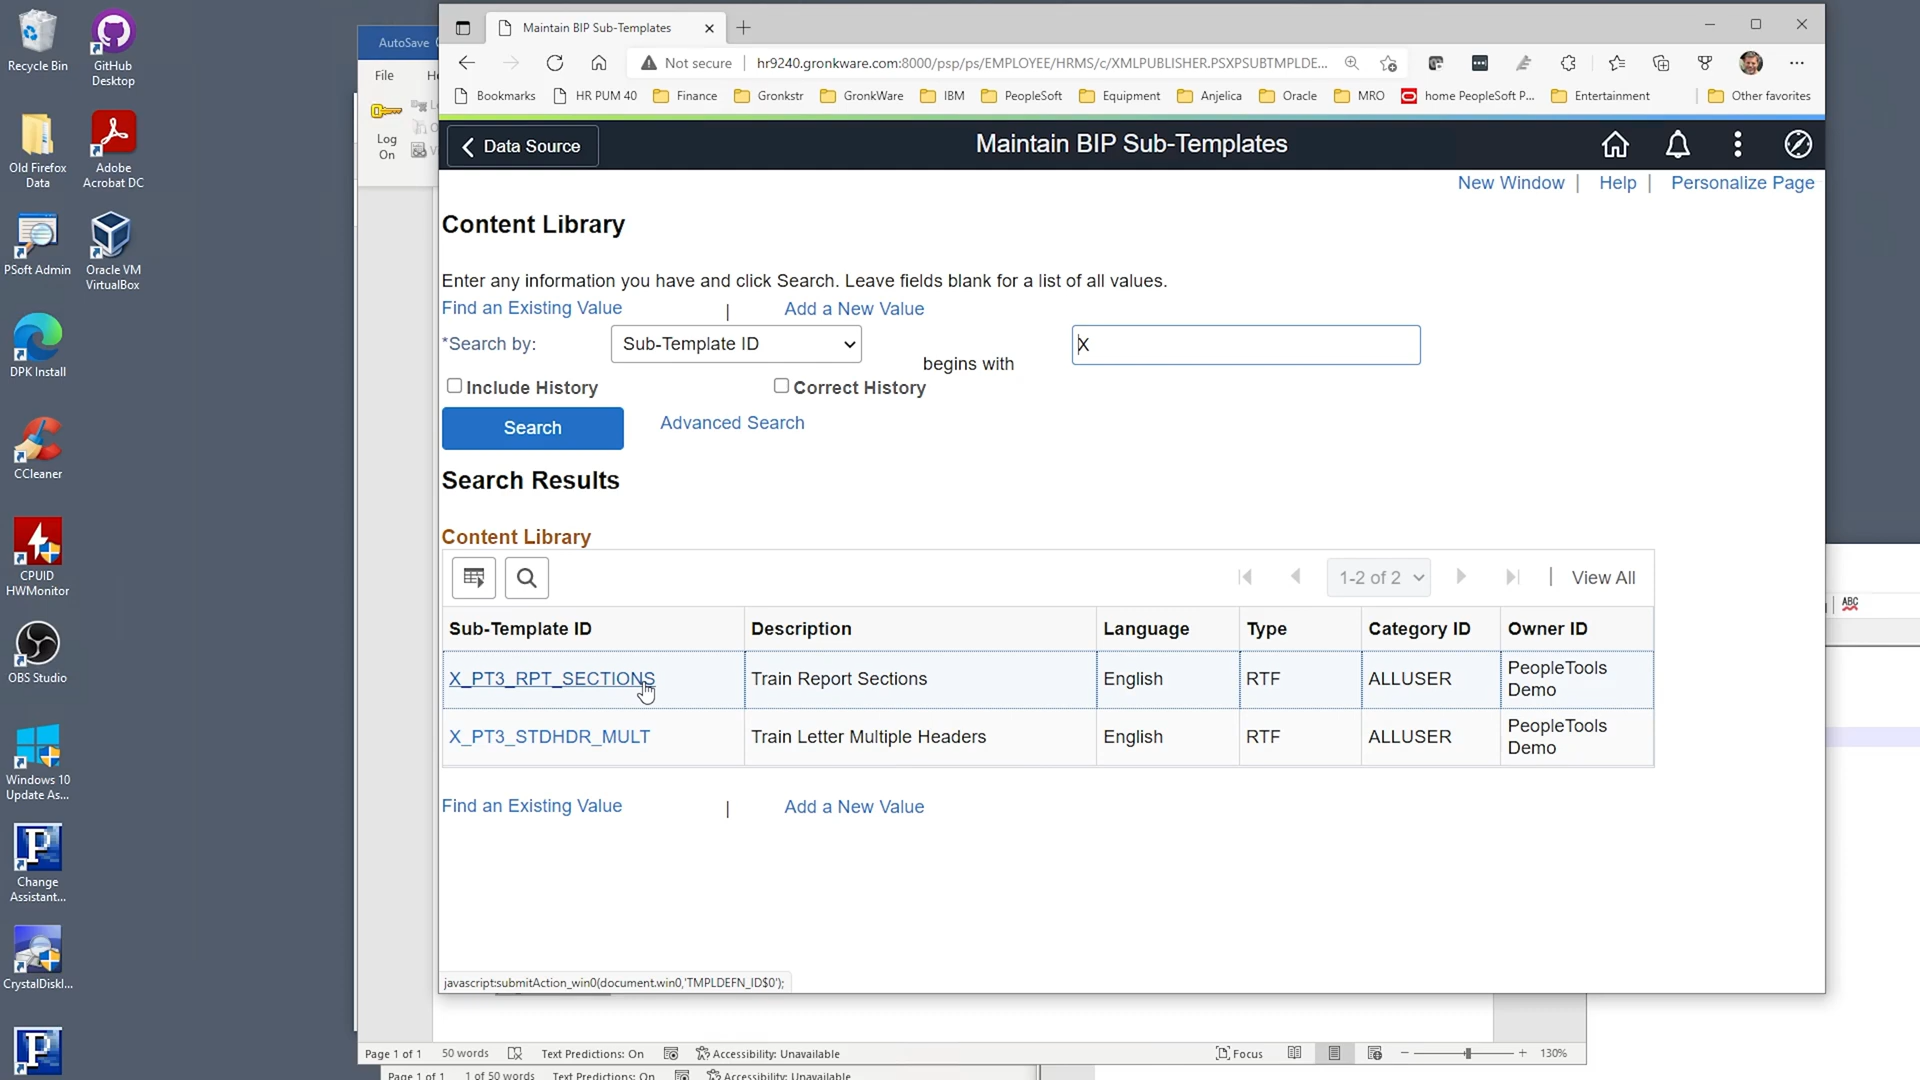 Recycle Bin
GitHub
Desktop
Old Firefox
Data
Adobe
Acrobat DC
PSoft Admin
Oracle VM
VirtualBox
DPK Install
CCleaner
CPUID
HWMonitor
OBS Studio
Windows 10
Update As...
Change
Assistant...
CrystalDiskI...
AutoSave
File
Log
On
Maintain BIP Sub-Templates
Not secure
hr9240.gronkware.com:8000/psp/ps/EMPLOYEE/HRMS/c/XMLPUBLISHER.PSXPSUBTMPLDE...
Bookmarks
HR PUM 40
Finance
Gronkstr
GronkWare
IBM
PeopleSoft
Equipment
Anjelica
Oracle
MRO
home PeopleSoft P...
Entertainment
Other favorites
Data Source
Maintain BIP Sub-Templates
New Window | Help | Personalize Page
Content Library
Enter any information you have and click Search. Leave fields blank for a list of all values.
Find an Existing Value | Add a New Value
*Search by: Sub-Template ID begins with X
Include History Correct History
Search Advanced Search
Search Results
Content Library
1-2 of 2 | View All
Sub-Template ID Description Language Type Category ID Owner ID
X_PT3_RPT_SECTIONS Train Report Sections English RTF ALLUSER PeopleTools Demo
X_PT3_STDHDR_MULT Train Letter Multiple Headers English RTF ALLUSER PeopleTools Demo
Find an Existing Value | Add a New Value
javascript:submitAction_win0(document.win0,'TMPLDEFN_ID$0');
ABC
Page 1 of 1 50 words Text Predictions: On Accessibility: Unavailable Focus 130%
Page 1 of 1 1 of 50 words Text Predictions: On Accessibility: Unavailable